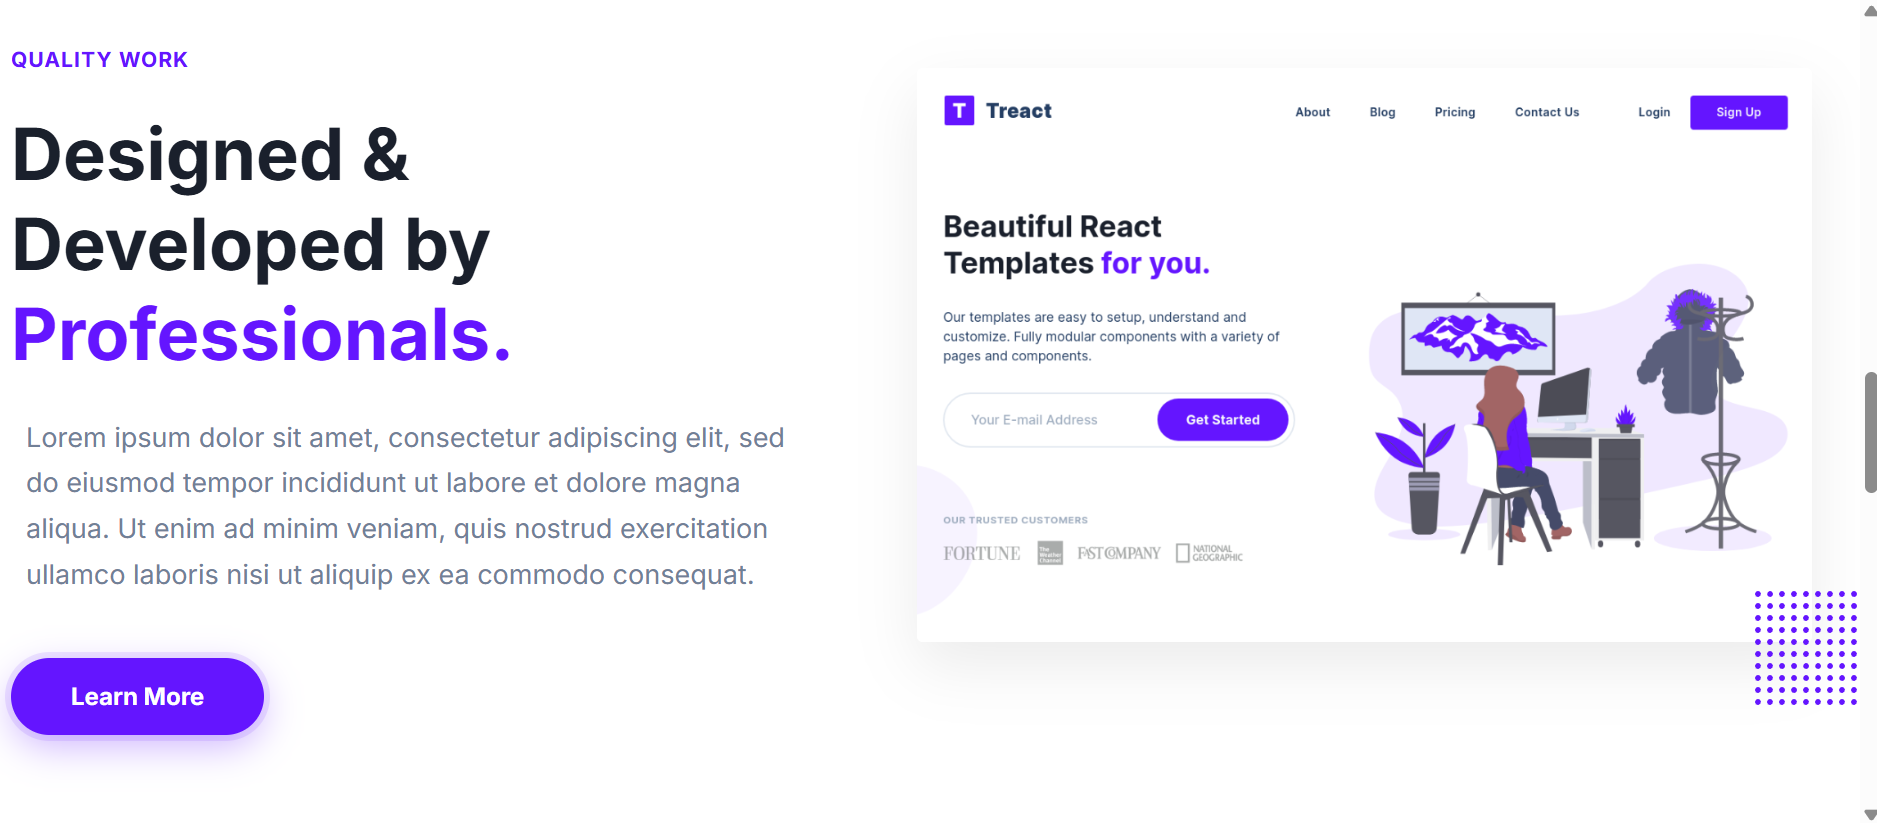 QUALITY WORK
Designed &
Developed by
Professionals.
Lorem ipsum dolor sit amet, consectetur adipiscing elit, sed
do eiusmod tempor incididunt ut labore et dolore magna
aliqua. Ut enim ad minim veniam, quis nostrud exercitation
ullamco laboris nisi ut aliquip ex ea commodo consequat.
Learn More
T Treact
About Blog Pricing Contact Us Login Sign Up
Beautiful React
Templates for you.
Our templates are easy to setup, understand and
customize. Fully modular components with a variety of
pages and components.
Your E-mail Address Get Started
OUR TRUSTED CUSTOMERS
FORTUNE
The
Weather
Channel
FAST COMPANY
NATIONAL
GEOGRAPHIC